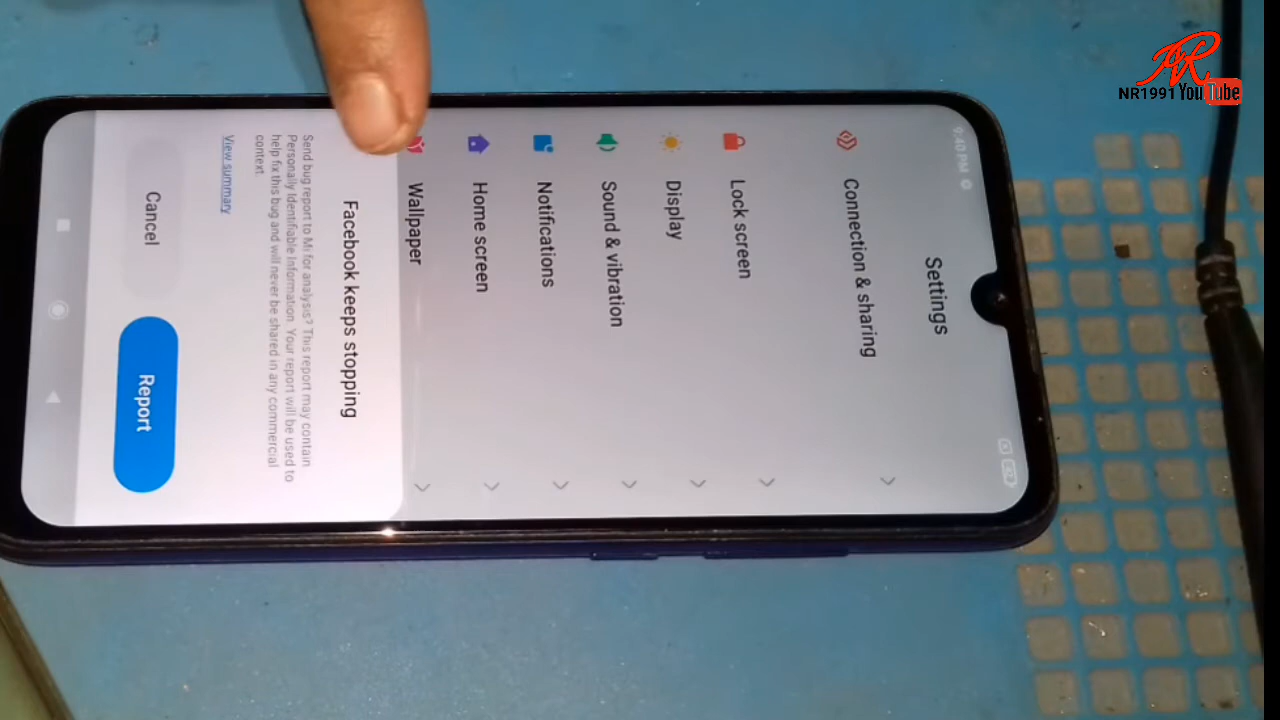 9:40 PM
Settings
Connection & sharing
Lock screen
Display
Sound & vibration
Notifications
Home screen
Wallpaper
Facebook keeps stopping
Send bug report to Mi for analysis? This report may contain
Personally Identifiable Information. Your report will be used to
help fix this bug and will never be shared in any commercial
context.
View summary
Cancel
Report
NR
NR1991 YouTube